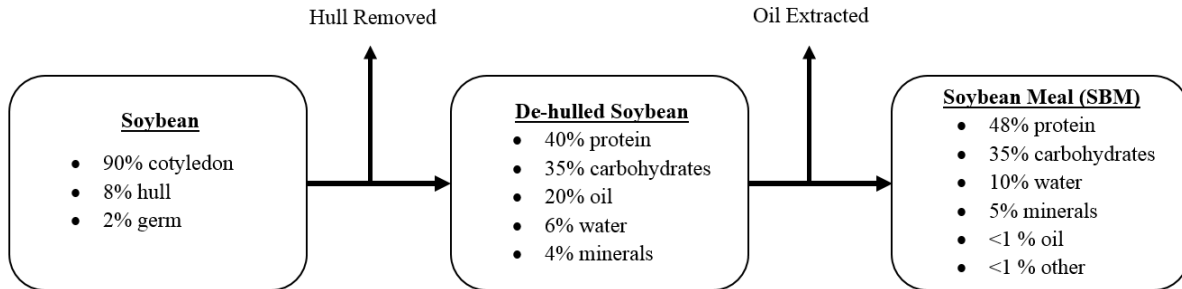 Hull Removed
Oil Extracted
Soybean
• 90% cotyledon
• 8% hull
• 2% germ
De-hulled Soybean
• 40% protein
• 35% carbohydrates
• 20% oil
• 6% water
• 4% minerals
Soybean Meal (SBM)
• 48% protein
• 35% carbohydrates
• 10% water
• 5% minerals
• <1 % oil
• <1 % other